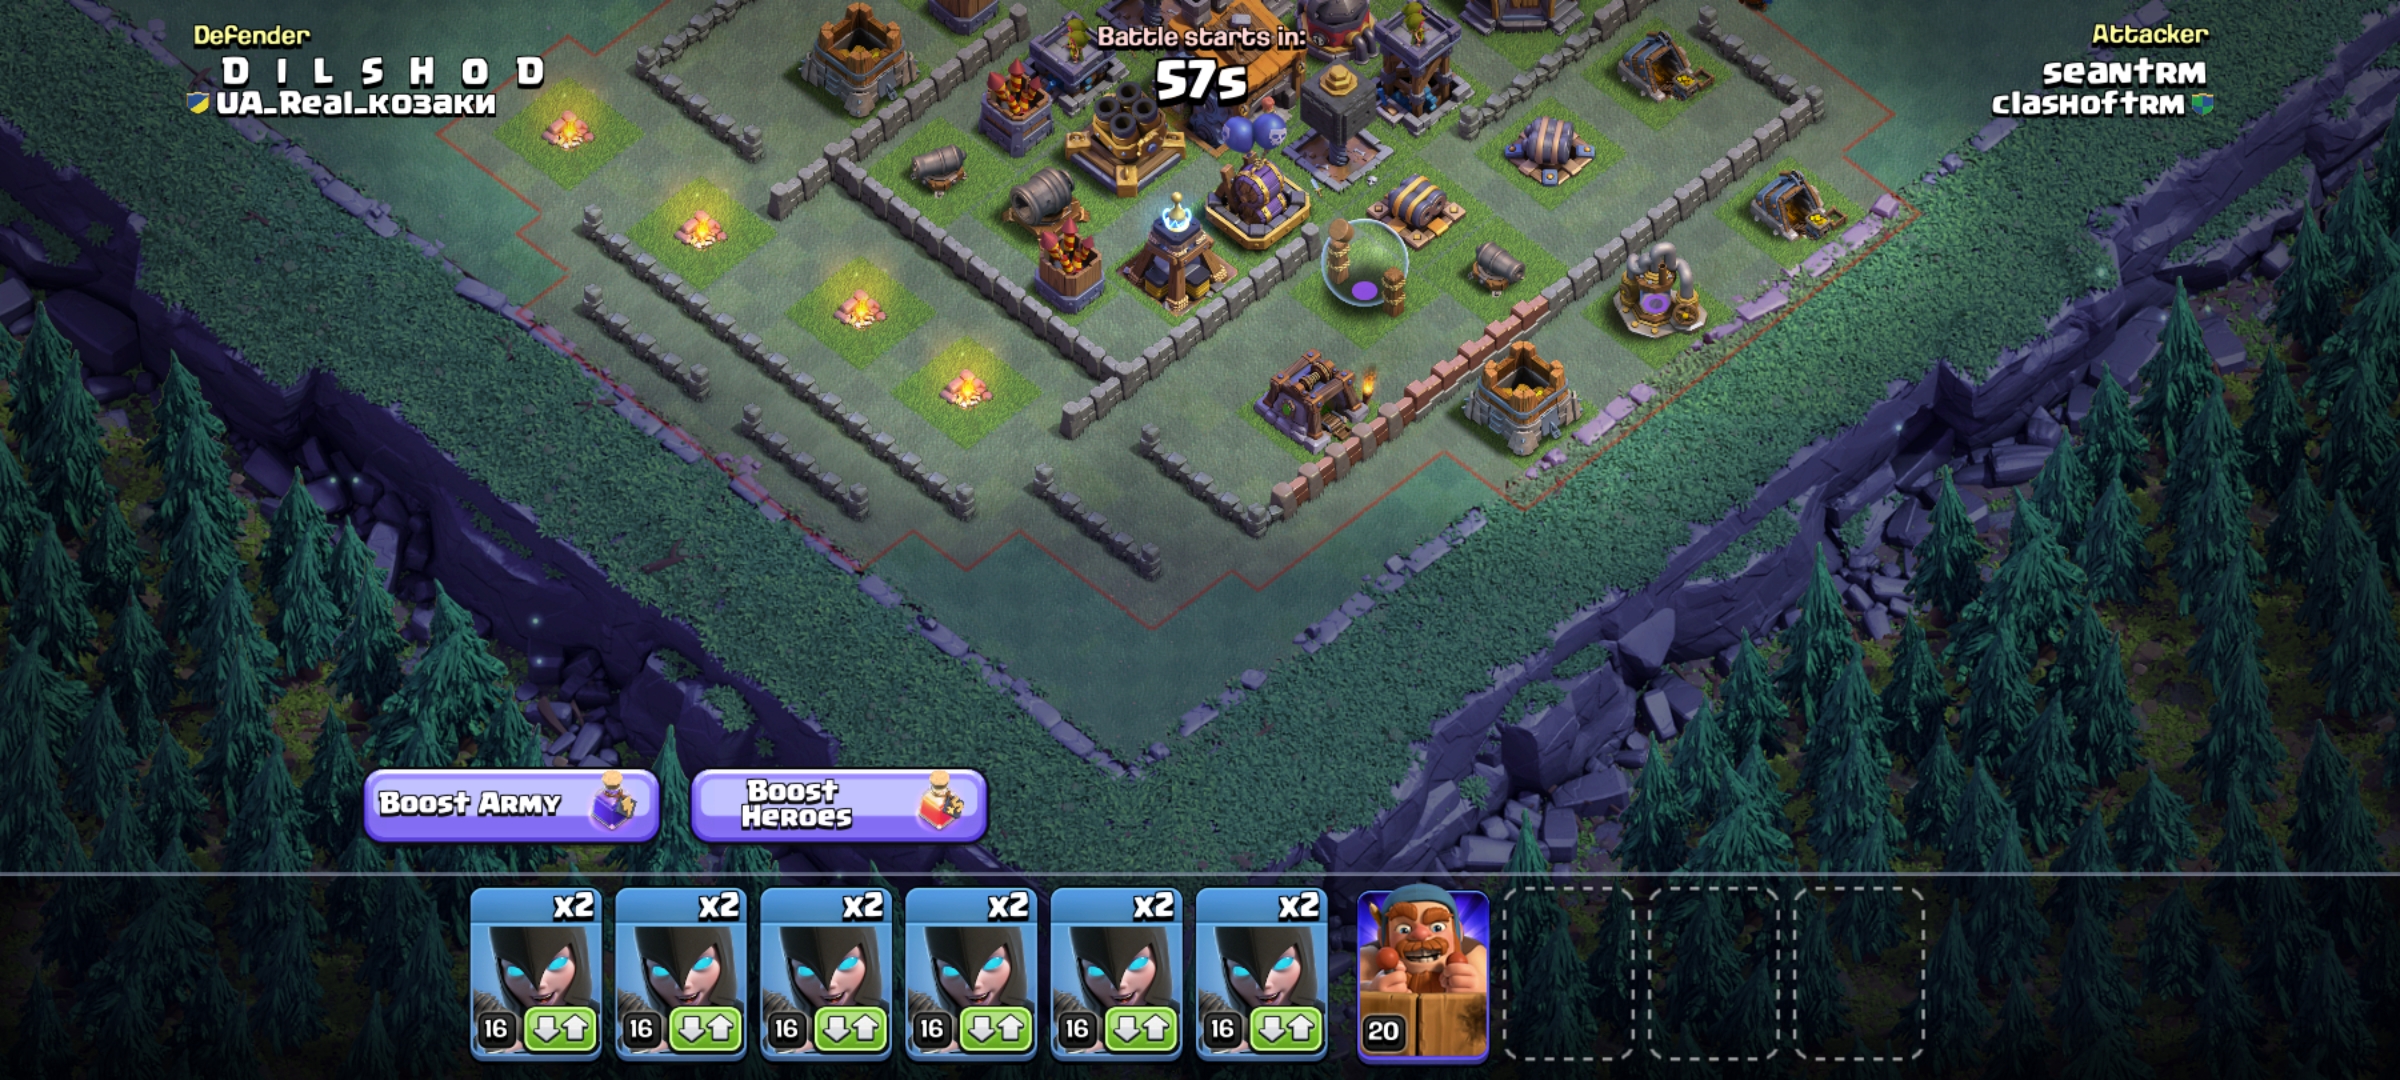 Defender
D I L S H O D
UA_Real_козаки
Battle starts in:
57s
Attacker
seantRM
clashoftRM
Boost Army
Boost
Heroes
x2
x2
x2
x2
x2
x2
16
16
16
16
16
16
20